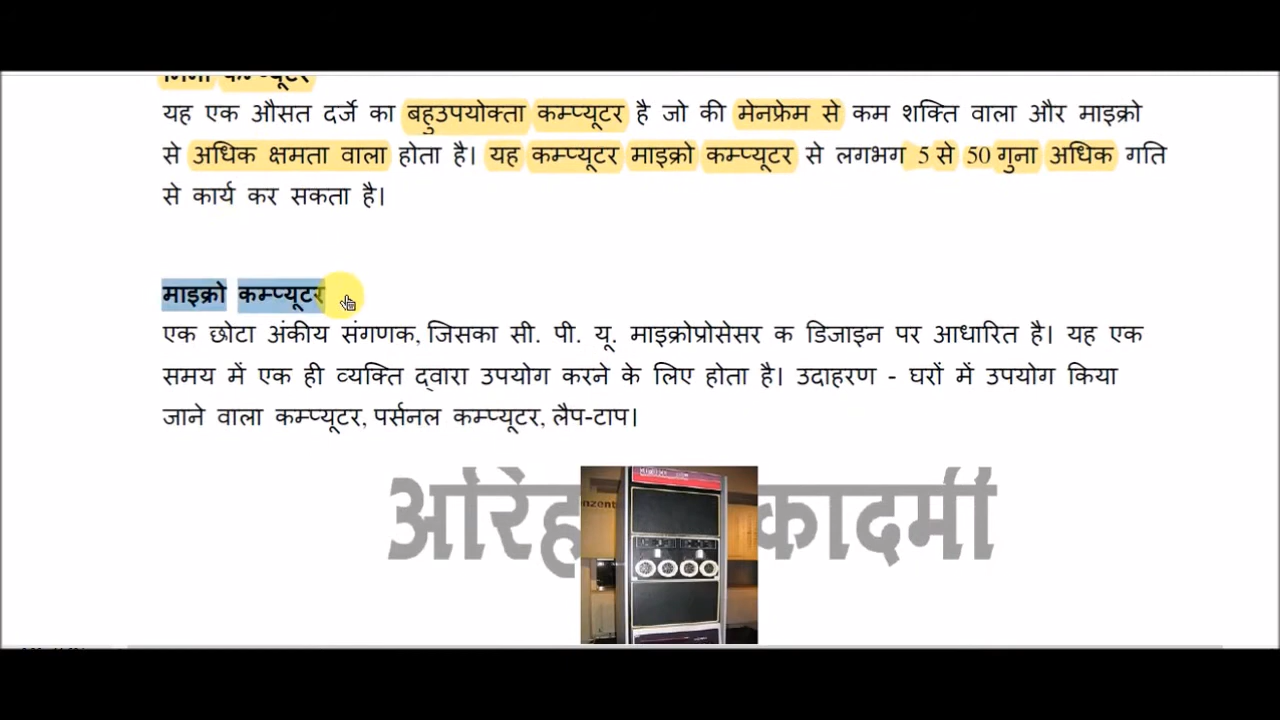 मिनी कम्प्यूटर
यह एक औसत दर्जे का बहुउपयोक्ता कम्प्यूटर है जो की मेनफ्रेम से कम शक्ति वाला और माइक्रो
से अधिक क्षमता वाला होता है। यह कम्प्यूटर माइक्रो कम्प्यूटर से लगभग 5 से 50 गुना अधिक गति
से कार्य कर सकता है।
माइक्रो कम्प्यूटर
एक छोटा अंकीय संगणक, जिसका सी. पी. यू. माइक्रोप्रोसेसर क डिजाइन पर आधारित है। यह एक
समय में एक ही व्यक्ति द्वारा उपयोग करने के लिए होता है। उदाहरण - घरों में उपयोग किया
जाने वाला कम्प्यूटर, पर्सनल कम्प्यूटर, लैप-टाप।